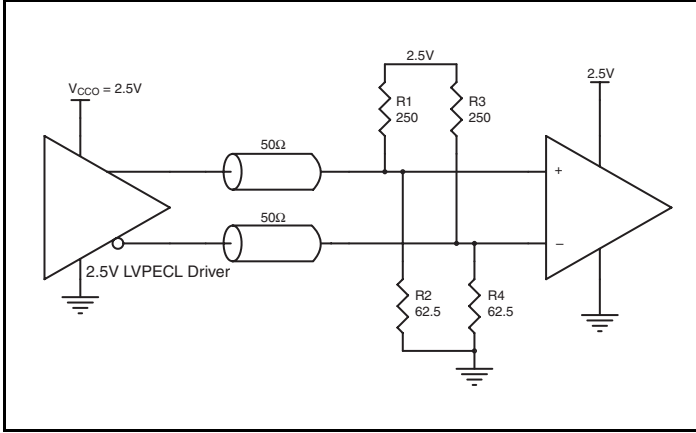 2.5V
V_CCO = 2.5V
2.5V
R1
250
R3
250
50Ω
+
50Ω
−
2.5V LVPECL Driver
R2
62.5
R4
62.5